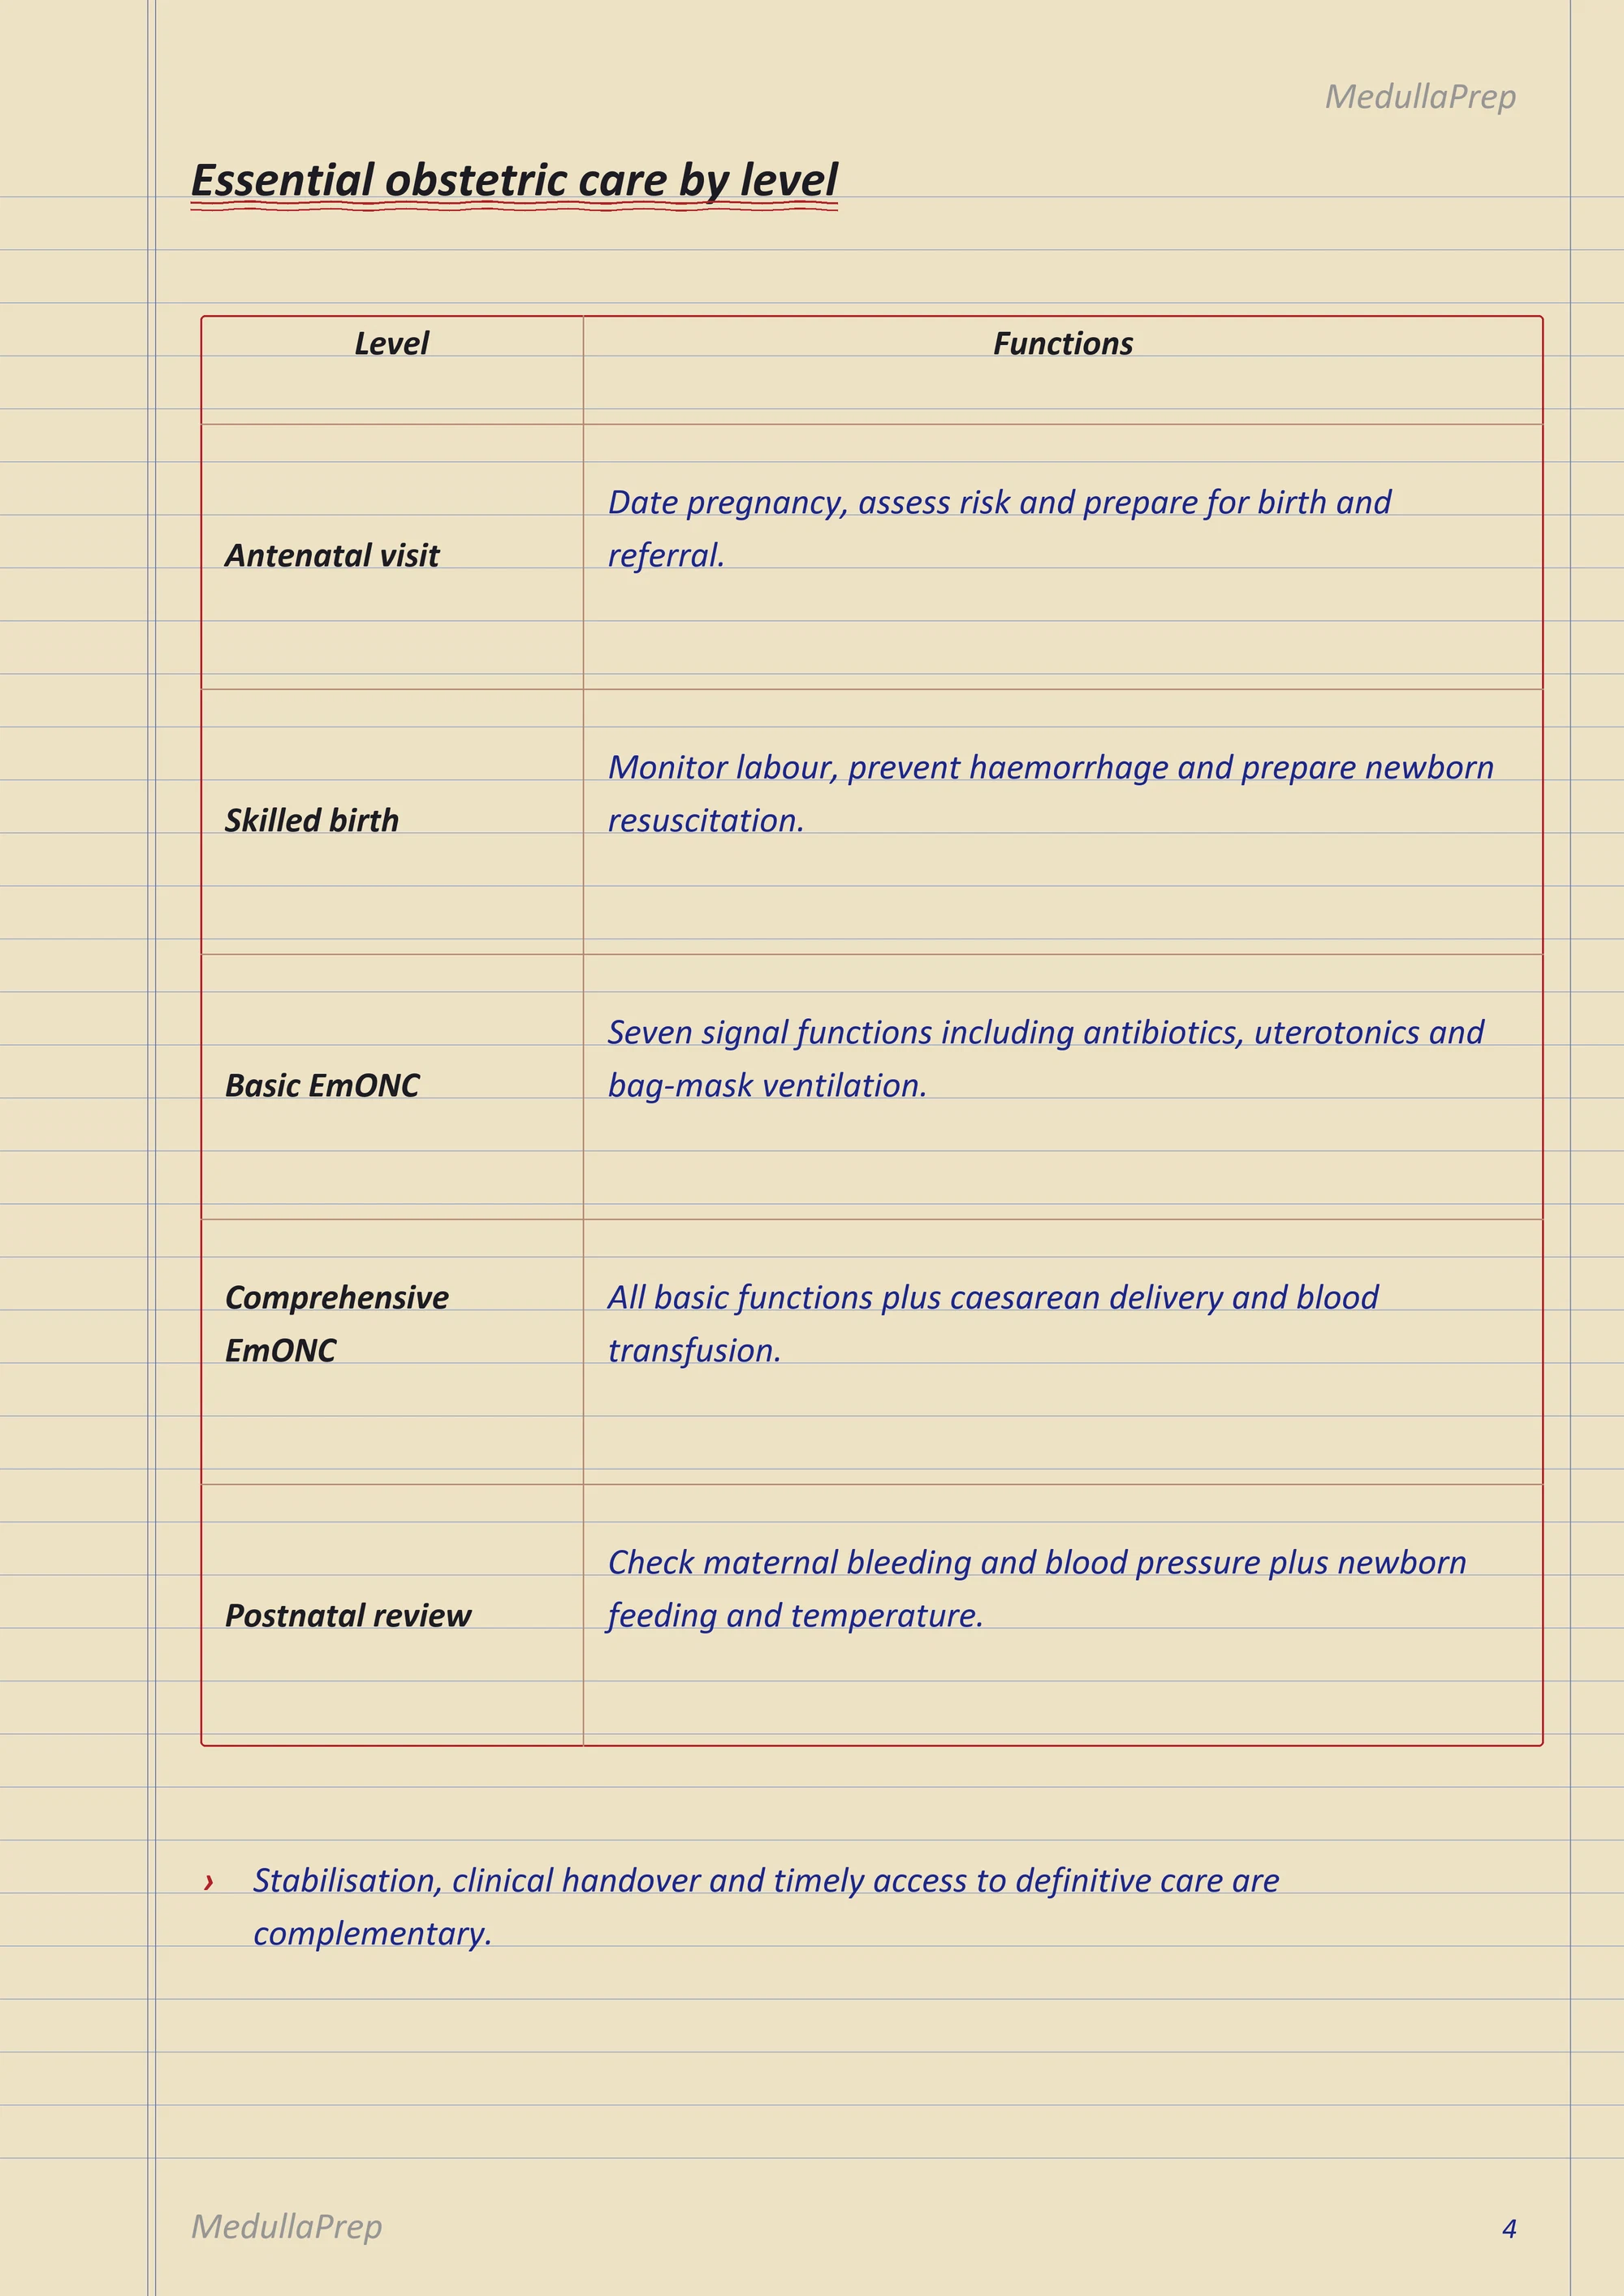 MedullaPrep
Essential obstetric care by level
Level
Functions
Antenatal visit
Date pregnancy, assess risk and prepare for birth and
referral.
Skilled birth
Monitor labour, prevent haemorrhage and prepare newborn
resuscitation.
Basic EmONC
Seven signal functions including antibiotics, uterotonics and
bag-mask ventilation.
Comprehensive
EmONC
All basic functions plus caesarean delivery and blood
transfusion.
Postnatal review
Check maternal bleeding and blood pressure plus newborn
feeding and temperature.
› Stabilisation, clinical handover and timely access to definitive care are
complementary.
MedullaPrep
4